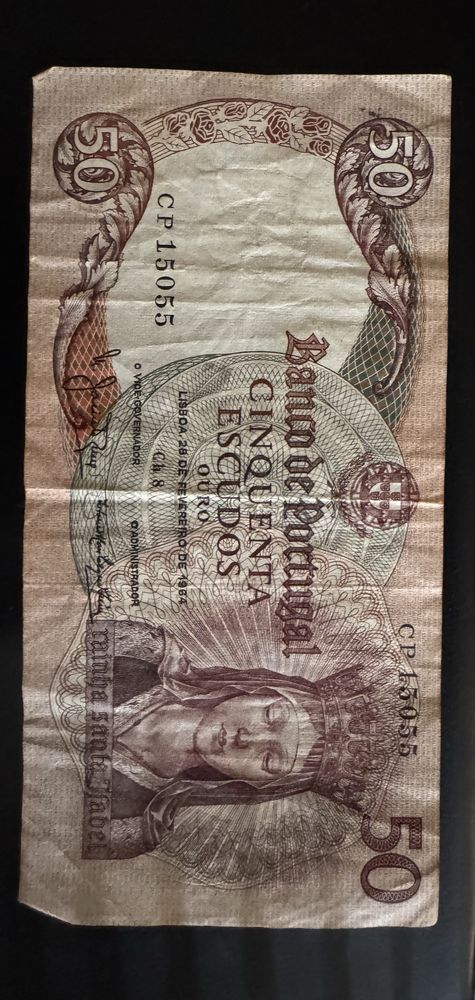 50
50
CP 15055
CP 15055
Banco de Portugal
CINQUENTA
ESCUDOS
OURO
LISBOA, 28 DE FEVEREIRO DE 1964.
Ch. 8
O VICE-GOVERNADOR
O ADMINISTRADOR
rainha santa isabel
50